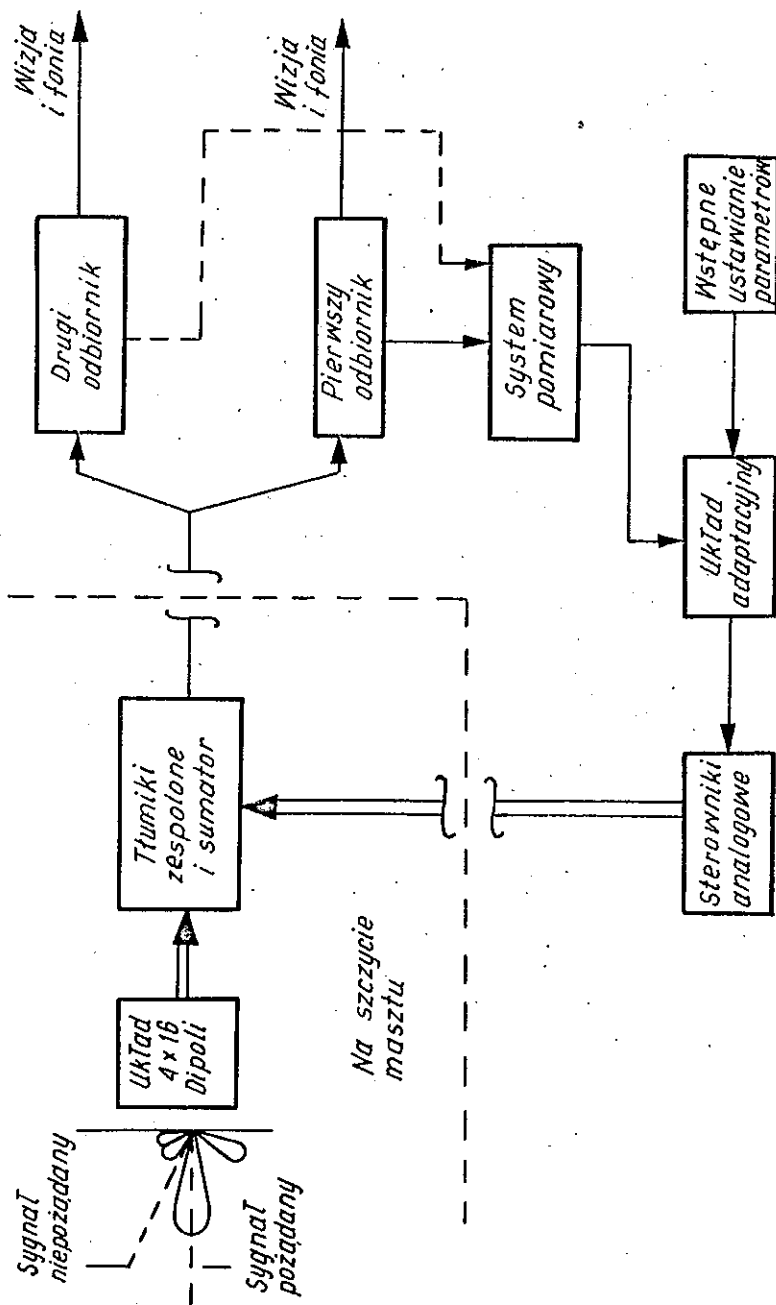 Sygnał
niepożądany
Sygnał
pożądany
Układ
4 x 16
Dipoli
Tłumiki
zespolone
i sumator
Na szczycie
masztu
Drugi
odbiornik
Wizja
i fonia
Pierwszy
odbiornik
Wizja
i fonia
System
pomiarowy
Sterowniki
analogowe
Układ
adaptacyjny
Wstępne
ustawianie
parametrów